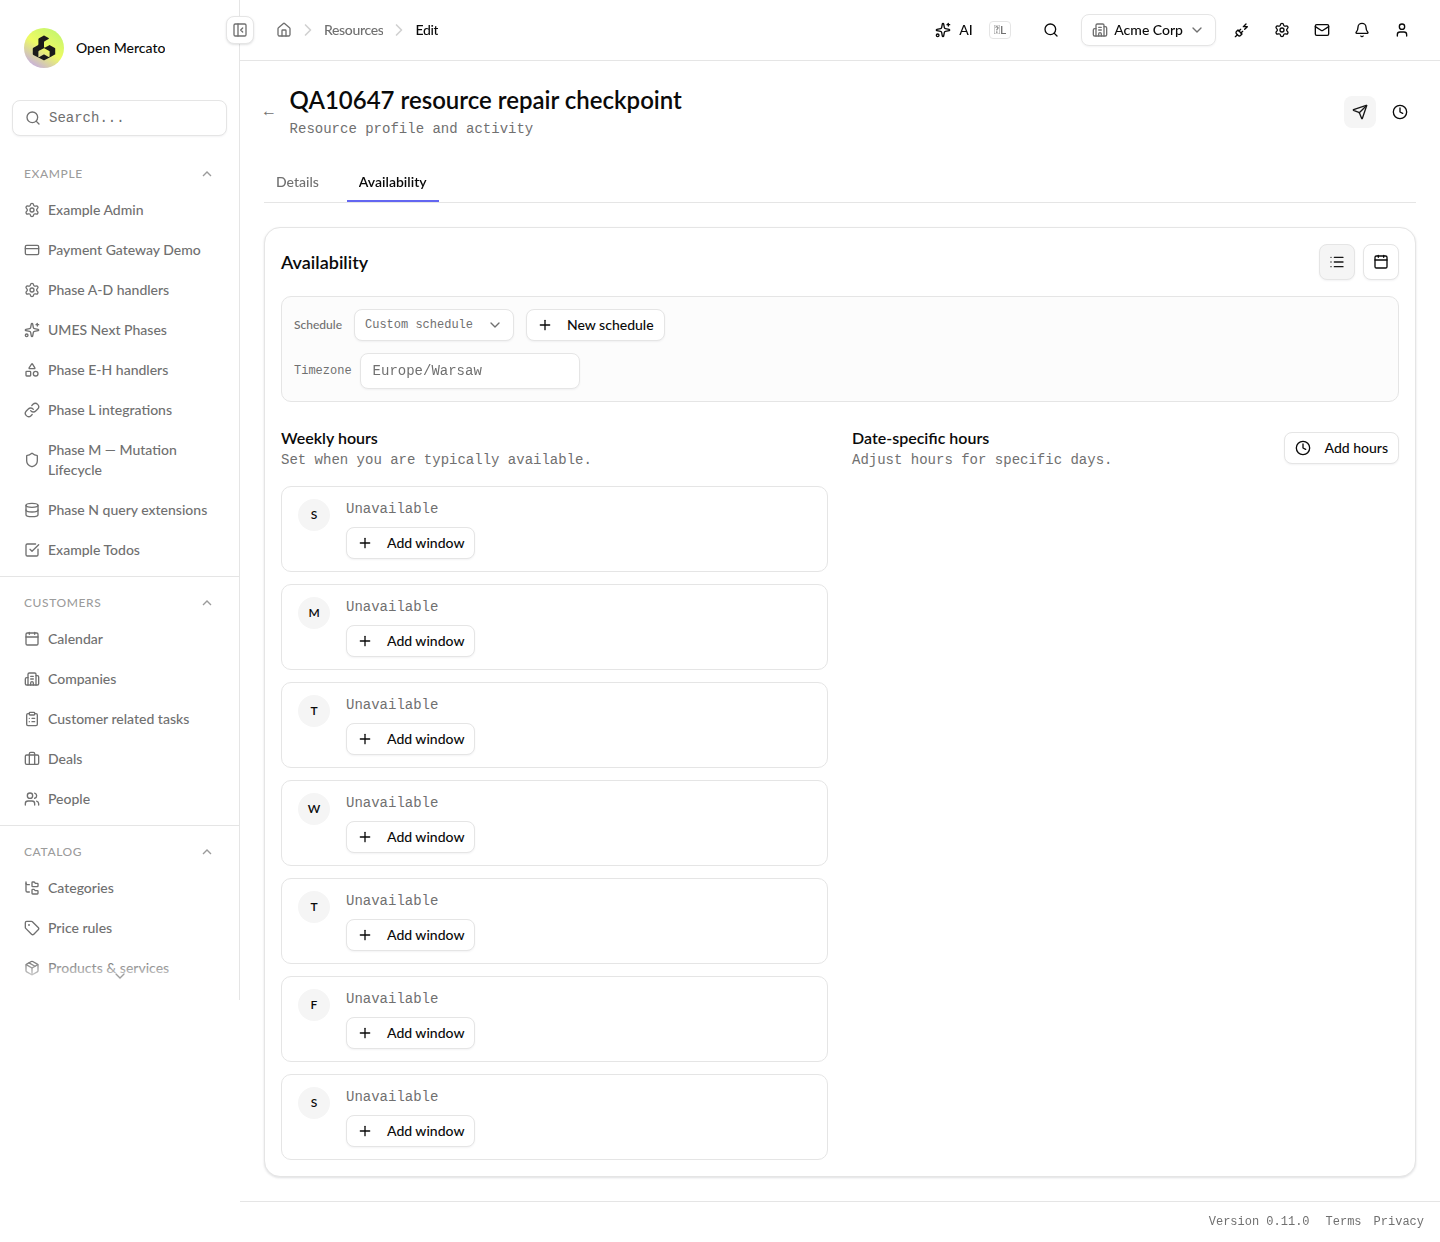 Open Mercato
Search...
EXAMPLE
Example Admin
Payment Gateway Demo
Phase A-D handlers
UMES Next Phases
Phase E-H handlers
Phase L integrations
Phase M — Mutation
Lifecycle
Phase N query extensions
Example Todos
CUSTOMERS
Calendar
Companies
Customer related tasks
Deals
People
CATALOG
Categories
Price rules
Products & services
Resources
Edit
AI
L
Acme Corp
← QA10647 resource repair checkpoint
Resource profile and activity
Details
Availability
Availability
Schedule
Custom schedule
New schedule
Timezone
Europe/Warsaw
Weekly hours
Set when you are typically available.
S
Unavailable
Add window
M
Unavailable
Add window
T
Unavailable
Add window
W
Unavailable
Add window
T
Unavailable
Add window
F
Unavailable
Add window
S
Unavailable
Add window
Date-specific hours
Adjust hours for specific days.
Add hours
Version 0.11.0
Terms
Privacy